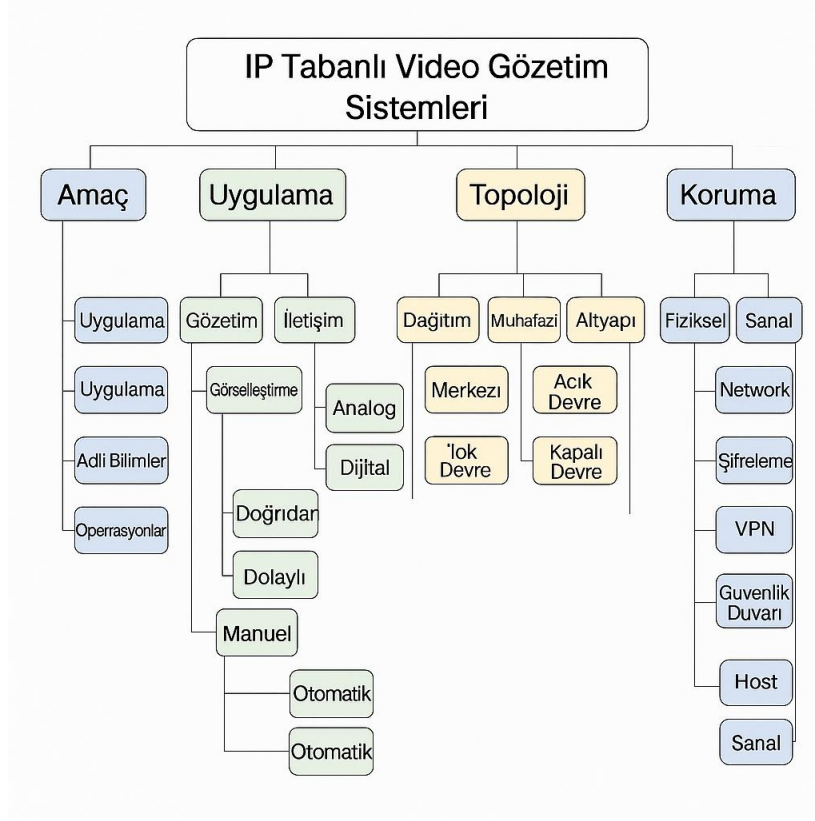 IP Tabanlı Video Gözetim
Sistemleri
Amaç
Uygulama
Topoloji
Koruma
Uygulama
Gözetim
İletişim
Dağıtım
Muhafazi
Altyapı
Fiziksel
Sanal
Uygulama
Görselleştirme
Analog
Merkezı
Acık
Devre
Network
Adli Bilimler
Dijital
'lok
Devre
Kapalı
Devre
Şifreleme
Operrasyonlar
Doğrıdan
VPN
Dolaylı
Guvenlik
Duvarı
Manuel
Otomatik
Host
Otomatik
Sanal